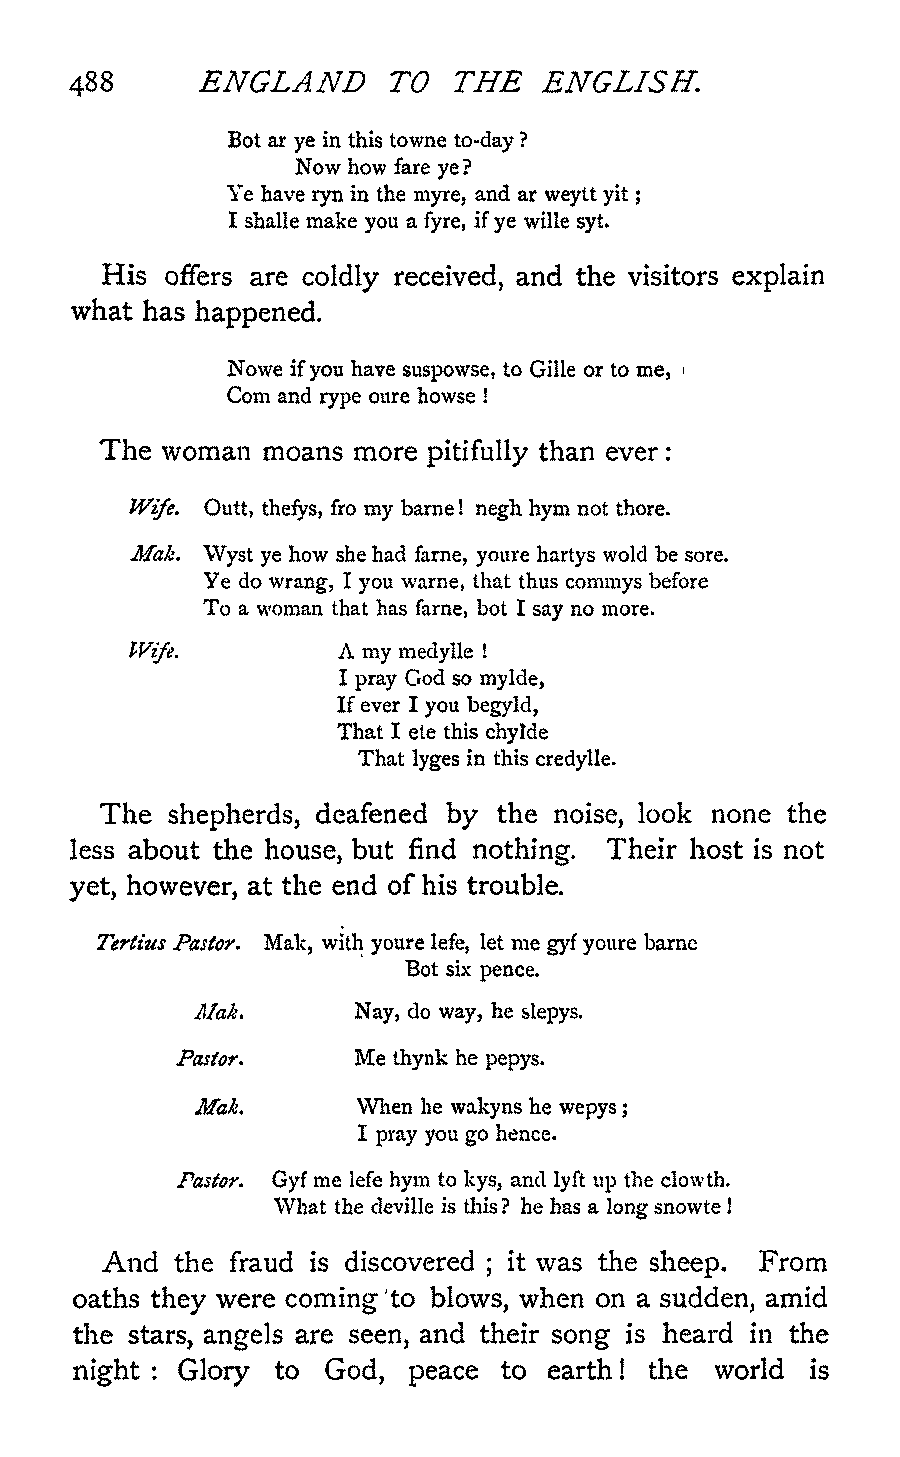 488 ENGLAND TO THE ENGLISH.
Bot ar ye in this towne to-day?
Now how fare ye?
Ye have ryn in the myre, and ar weytt yit;
I shalle make you a fyre, if ye wille syt.
His offers are coldly received, and the visitors explain
what has happened.
Nowe if you have suspowse, to Gille or to me,
Com and rype oure howse!
The woman moans more pitifully than ever:
Wife. Outt, thefys, fro my barne! negh hym not thore.
Mak. Wyst ye how she had farne, youre hartys wold be sore.
Ye do wrang, I you warne, that thus commys before
To a woman that has farne, bot I say no more.
Wife. A my medylle!
I pray God so mylde,
If ever I you begyld,
That I ete this chylde
That lyges in this credylle.
The shepherds, deafened by the noise, look none the
less about the house, but find nothing. Their host is not
yet, however, at the end of his trouble.
Tertius Pastor. Mak, with youre lefe, let me gyf youre barne
Bot six pence.
Mak. Nay, do way, he slepys.
Pastor. Me thynk he pepys.
Mak. When he wakyns he wepys;
I pray you go hence.
Pastor. Gyf me lefe hym to kys, and lyft up the clowth.
What the deville is this? he has a long snowte!
And the fraud is discovered; it was the sheep. From
oaths they were coming to blows, when on a sudden, amid
the stars, angels are seen, and their song is heard in the
night: Glory to God, peace to earth! the world is